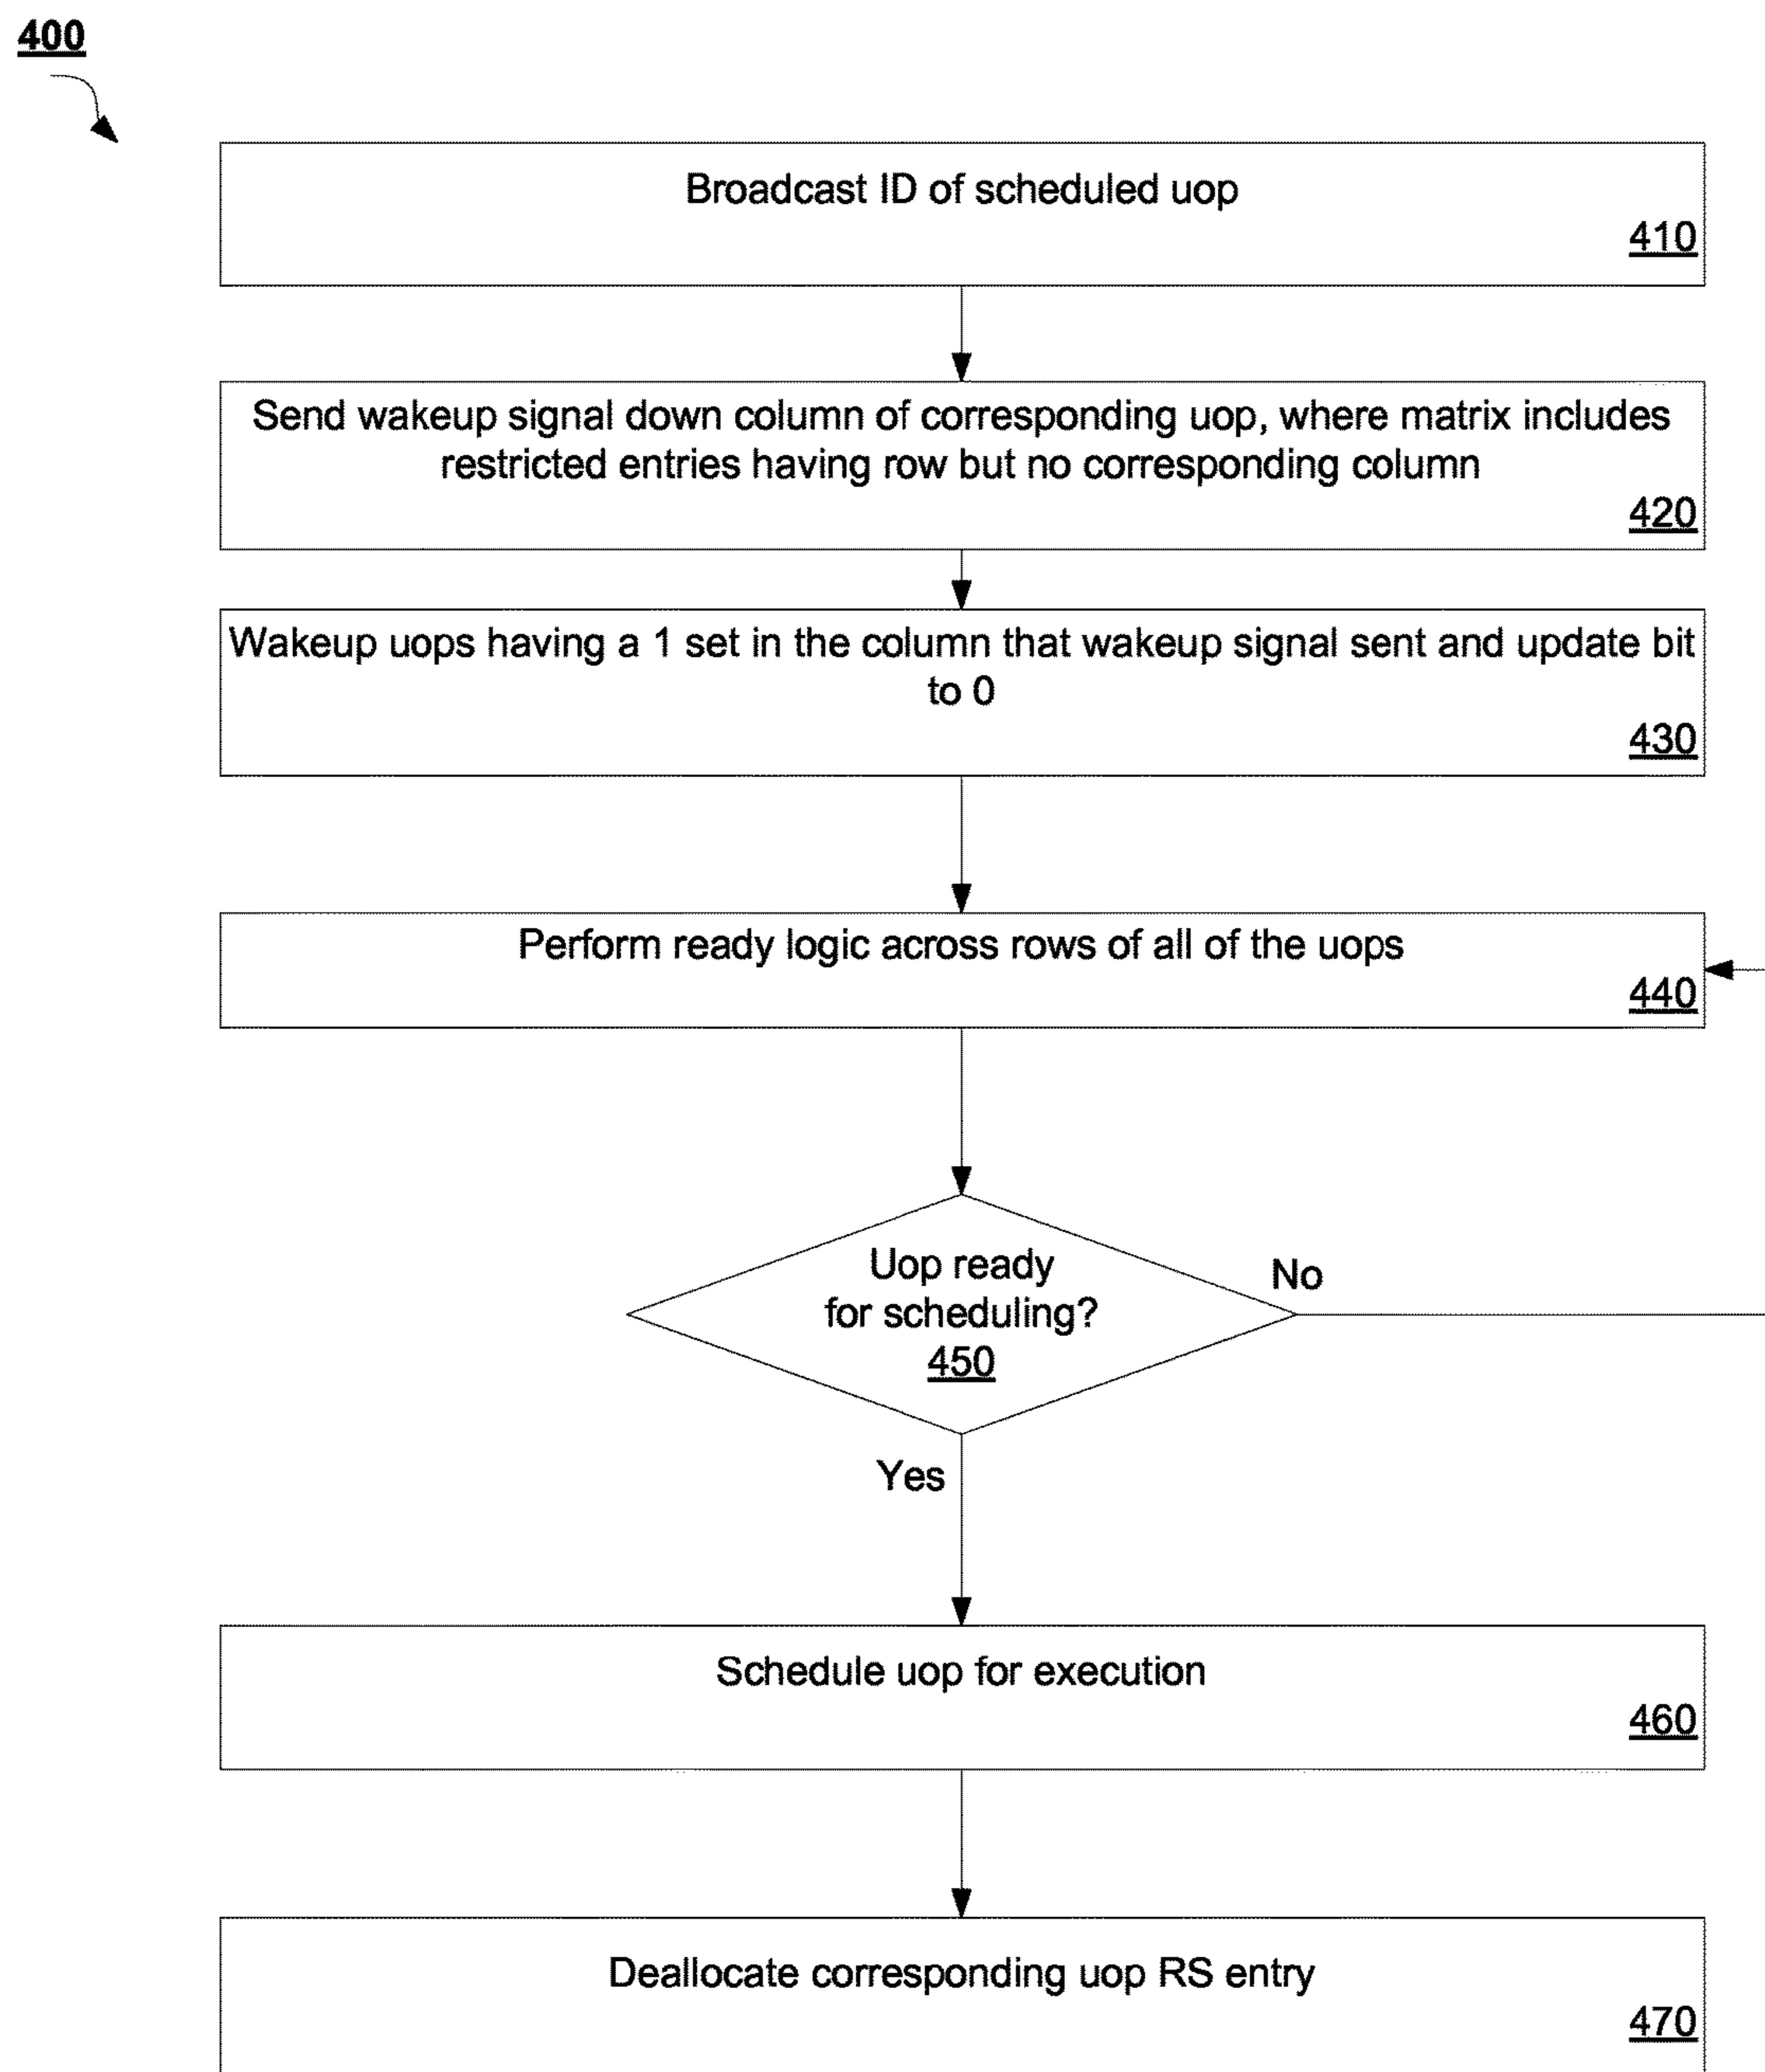 400
Broadcast ID of scheduled uop
410
Send wakeup signal down column of corresponding uop, where matrix includes
restricted entries having row but no corresponding column
420
Wakeup uops having a 1 set in the column that wakeup signal sent and update bit
to 0
430
Perform ready logic across rows of all of the uops
440
Uop ready
for scheduling?
450
No
Yes
Schedule uop for execution
460
Deallocate corresponding uop RS entry
470